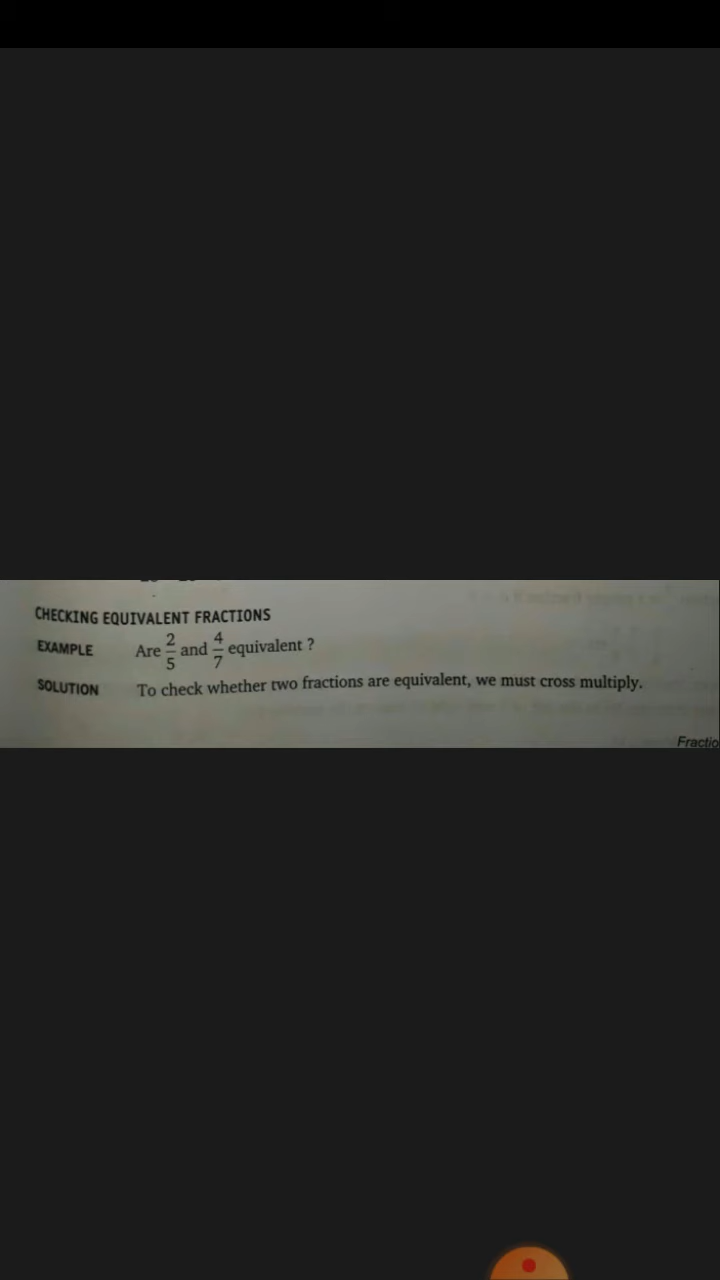 CHECKING EQUIVALENT FRACTIONS
EXAMPLE Are 2/5 and 4/7 equivalent ?
SOLUTION To check whether two fractions are equivalent, we must cross multiply.
Fractio